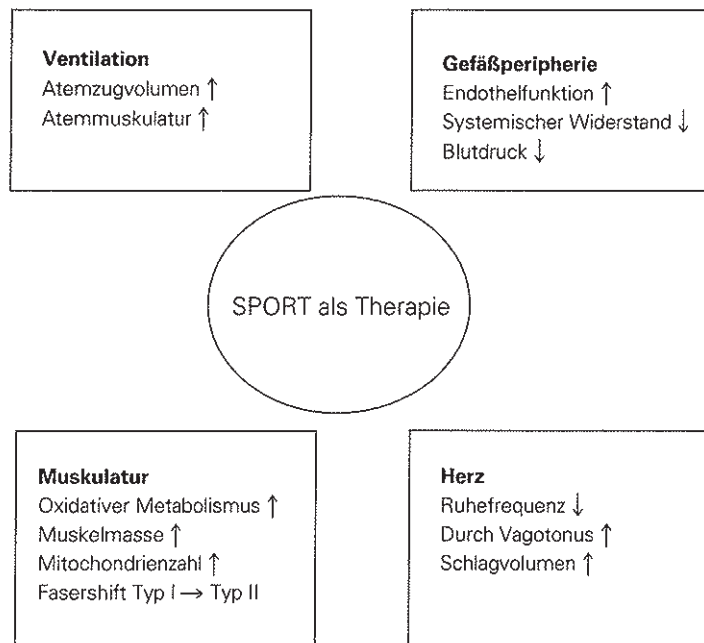 Ventilation
Atemzugvolumen ↑
Atemmuskulatur ↑
Gefäßperipherie
Endothelfunktion ↑
Systemischer Widerstand ↓
Blutdruck ↓
SPORT als Therapie
Muskulatur
Oxidativer Metabolismus ↑
Muskelmasse ↑
Mitochondrienzahl ↑
Fasershift Typ I → Typ II
Herz
Ruhefrequenz ↓
Durch Vagotonus ↑
Schlagvolumen ↑